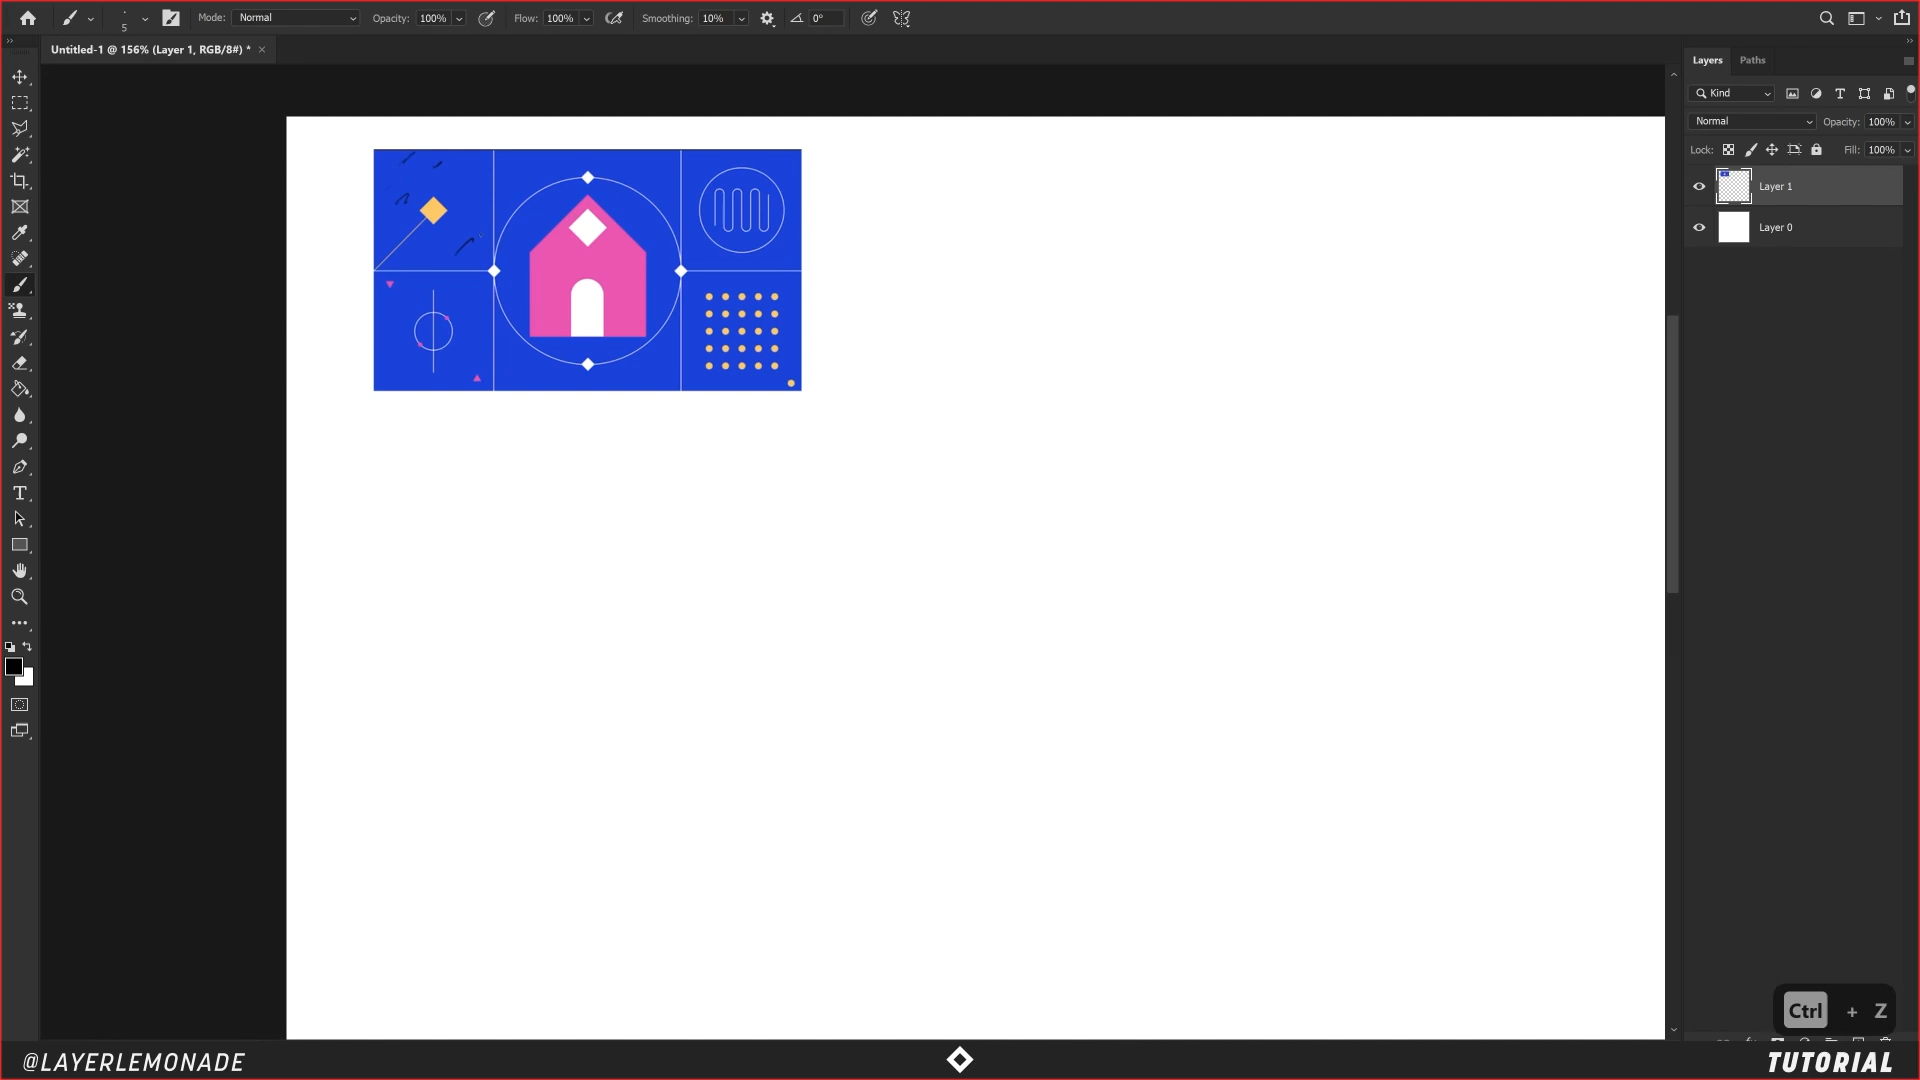 5
Mode: Normal
Opacity: 100%
Flow: 100%
Smoothing: 10%
0°
Untitled-1 @ 156% (Layer 1, RGB/8#) *
Layers Paths
Kind
Normal
Opacity: 100%
Lock:
Fill: 100%
Layer 1
Layer 0
Ctrl + Z
@LAYERLEMONADE
TUTORIAL